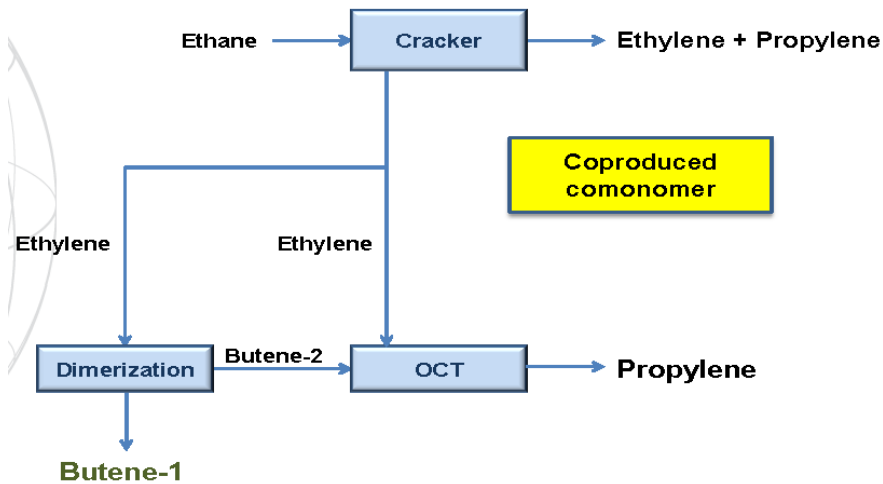 Ethane
Cracker
Ethylene + Propylene
Coproduced
comonomer
Ethylene
Ethylene
Dimerization
Butene-2
OCT
Propylene
Butene-1